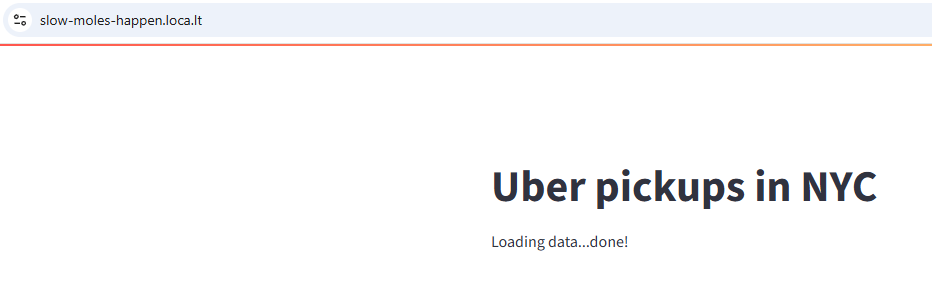 slow-moles-happen.loca.lt
Uber pickups in NYC
Loading data...done!